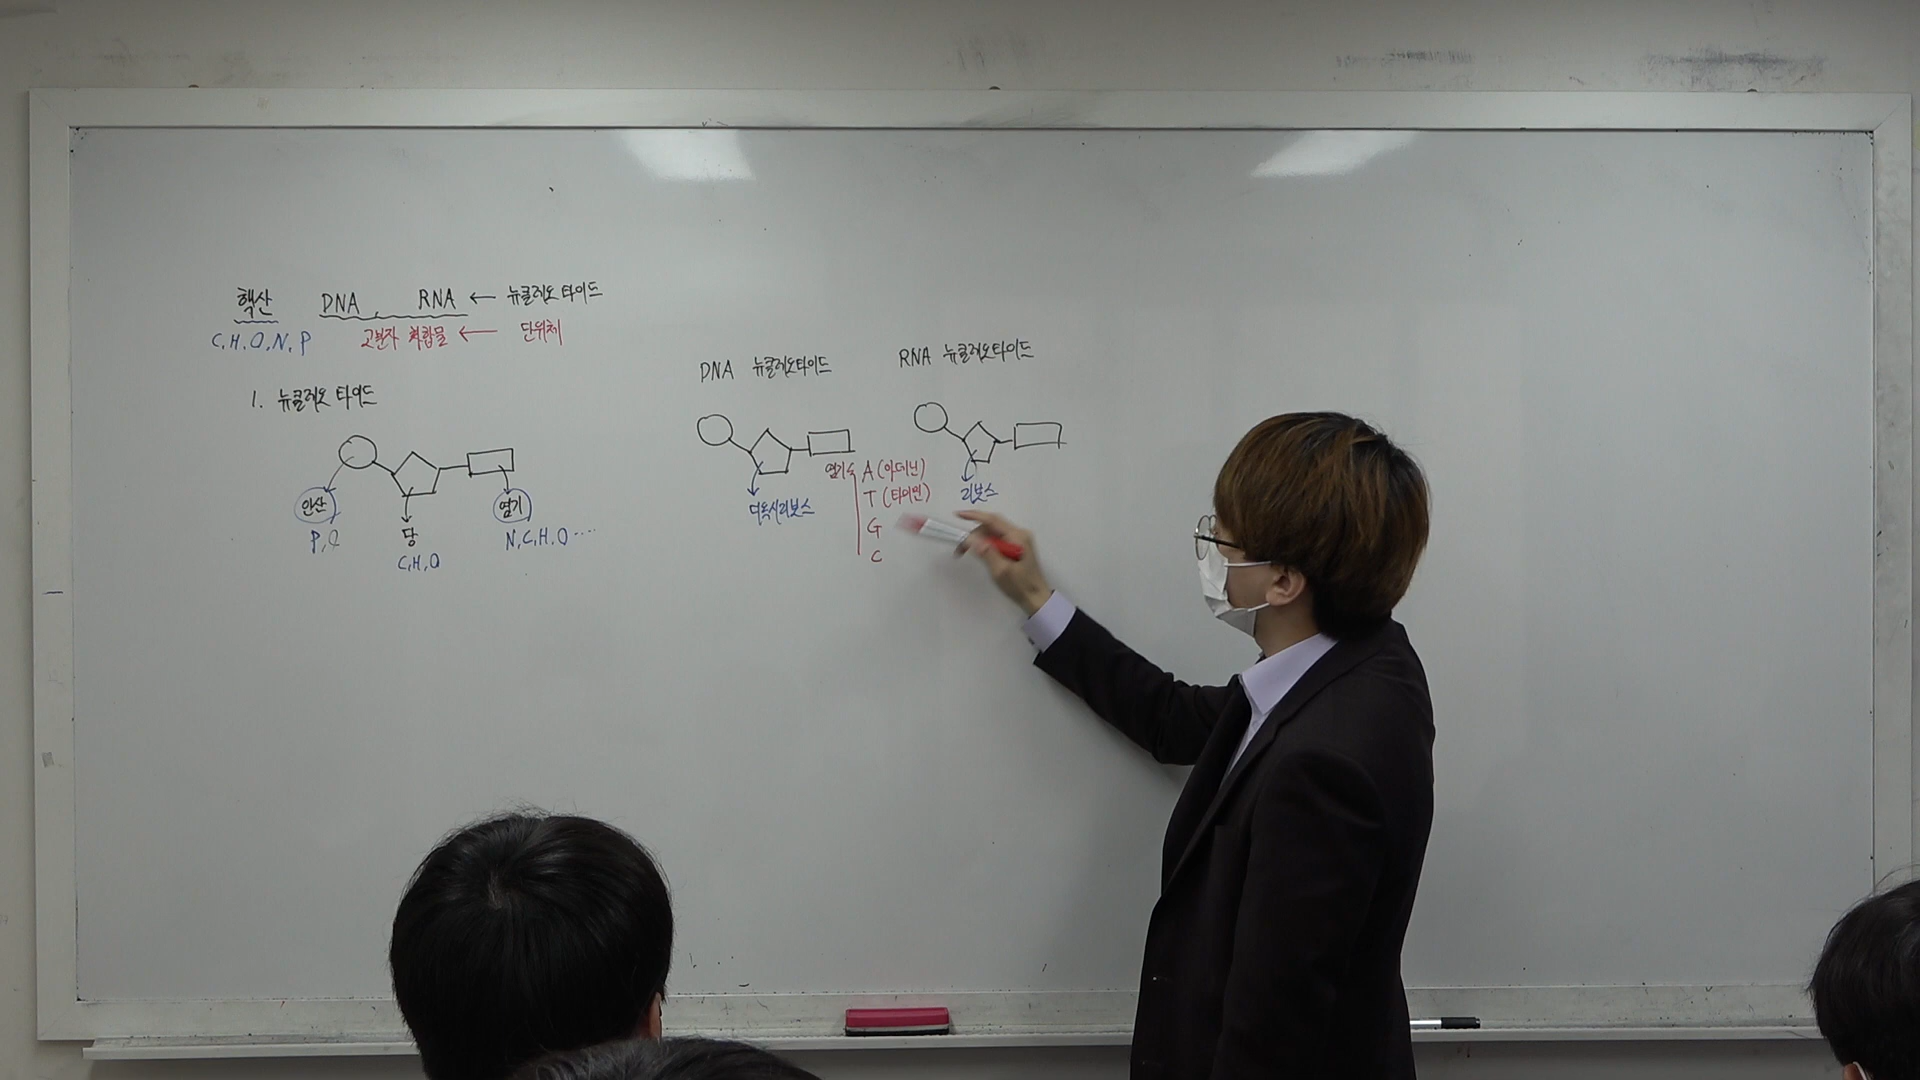 핵산 DNA, RNA ← 뉴클레오타이드
C,H,O,N,P 고분자 화합물 ← 단위체
1. 뉴클레오타이드
인산 당 염기
P,O C,H,O N,C,H,O····
DNA 뉴클레오타이드
디옥시리보스
염기 A (아데닌)
T (타이민)
G
C
RNA 뉴클레오타이드
리보스